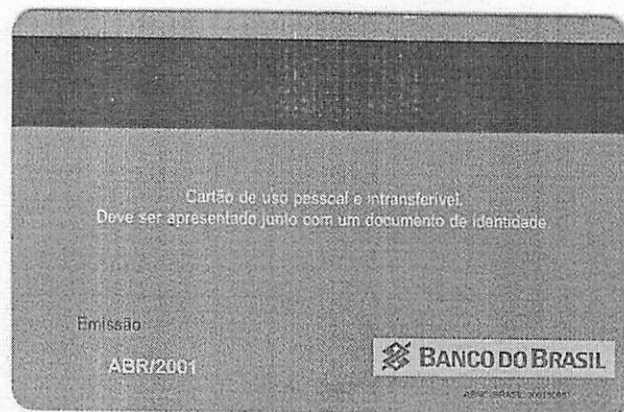 Cartão de uso pessoal e intransferível.
Deve ser apresentado junto com um documento de identidade.
Emissão
ABR/2001
BANCO DO BRASIL